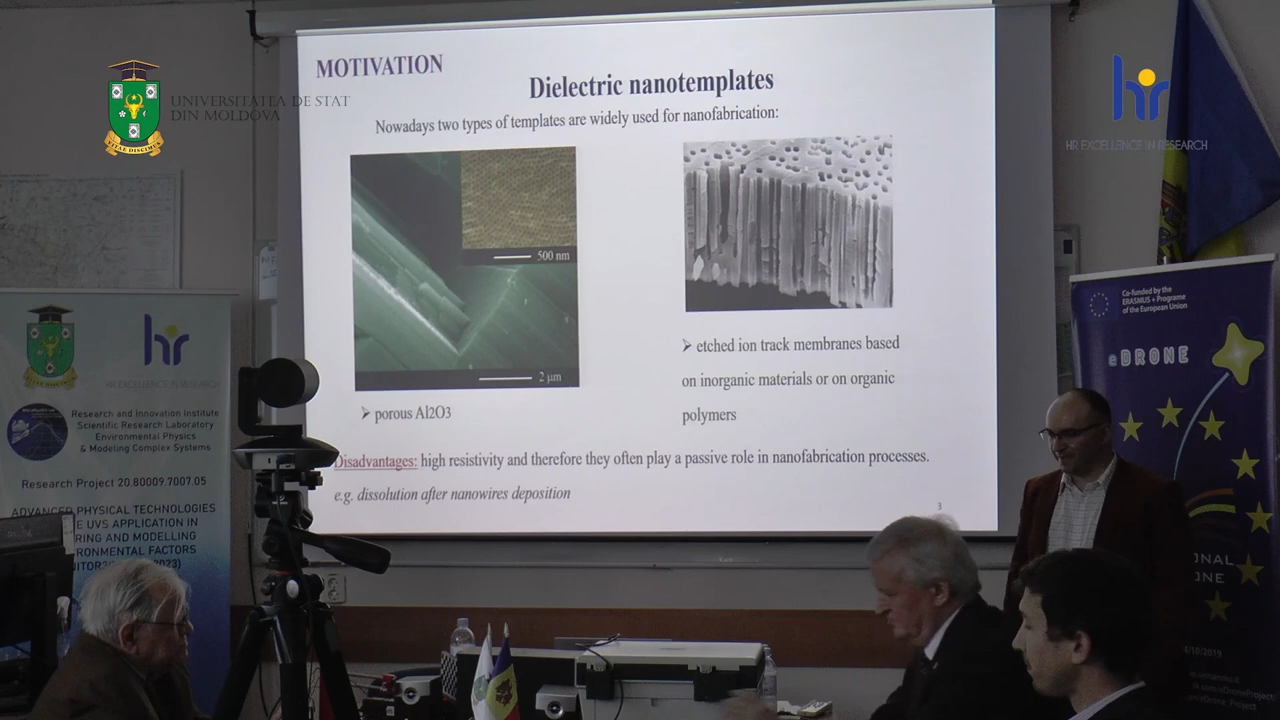 MOTIVATION
Dielectric nanotemplates
Nowadays two types of templates are widely used for nanofabrication:
500 nm
2 μm
➢ porous Al2O3
➢ etched ion track membranes based
on inorganic materials or on organic
polymers
Disadvantages: high resistivity and therefore they often play a passive role in nanofabrication processes.
e.g. dissolution after nanowires deposition
3
UNIVERSITATEA DE STAT
DIN MOLDOVA
VITAE DISCIMUS
hr
HR EXCELLENCE IN RESEARCH
hr
HR EXCELLENCE IN RESEARCH
Research and Innovation Institute
Scientific Research Laboratory
Environmental Physics
& Modeling Complex Systems
Research Project 20.80009.7007.05
ADVANCED PHYSICAL TECHNOLOGIES
E UVS APPLICATION IN
RING AND MODELLING
RONMENTAL FACTORS
Co-funded by the
ERASMUS + Programe
of the European Union
eDRONE